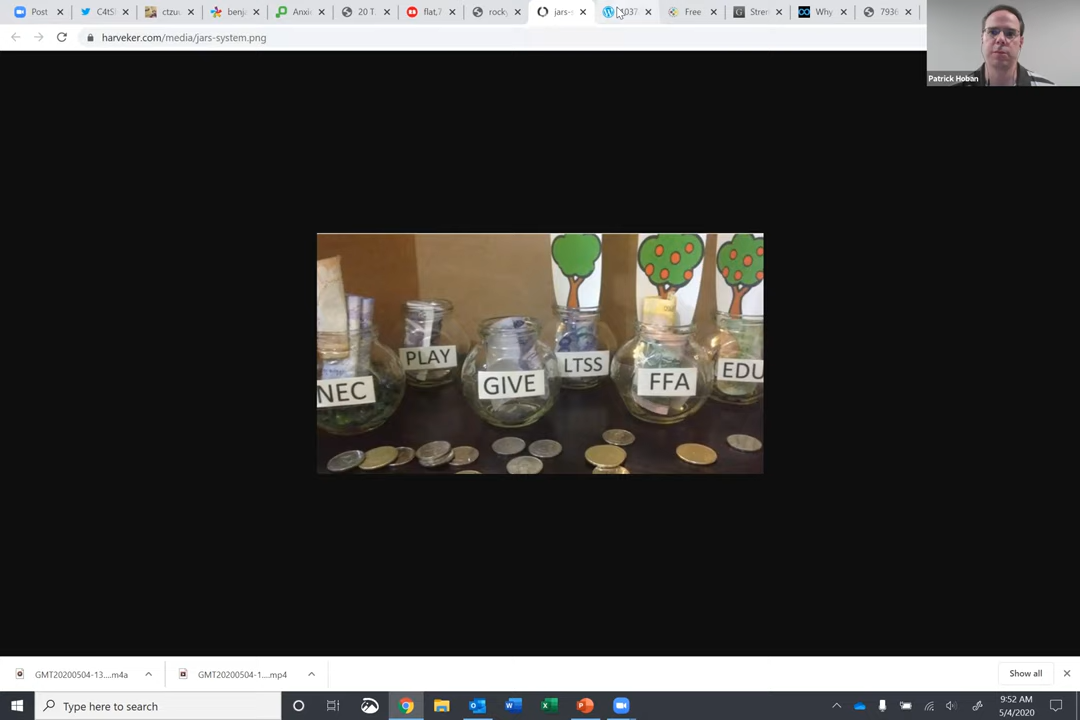 Post
C4tS
ctzu
benj
Anxi
20 T
flat,7
rocky
jars-s
1037
Free
Stren
Why
7936
harveker.com/media/jars-system.png
Patrick Hoban
NEC
PLAY
GIVE
LTSS
FFA
EDU
GMT20200504-13....m4a
GMT20200504-1....mp4
Show all
Type here to search
9:52 AM
5/4/2020